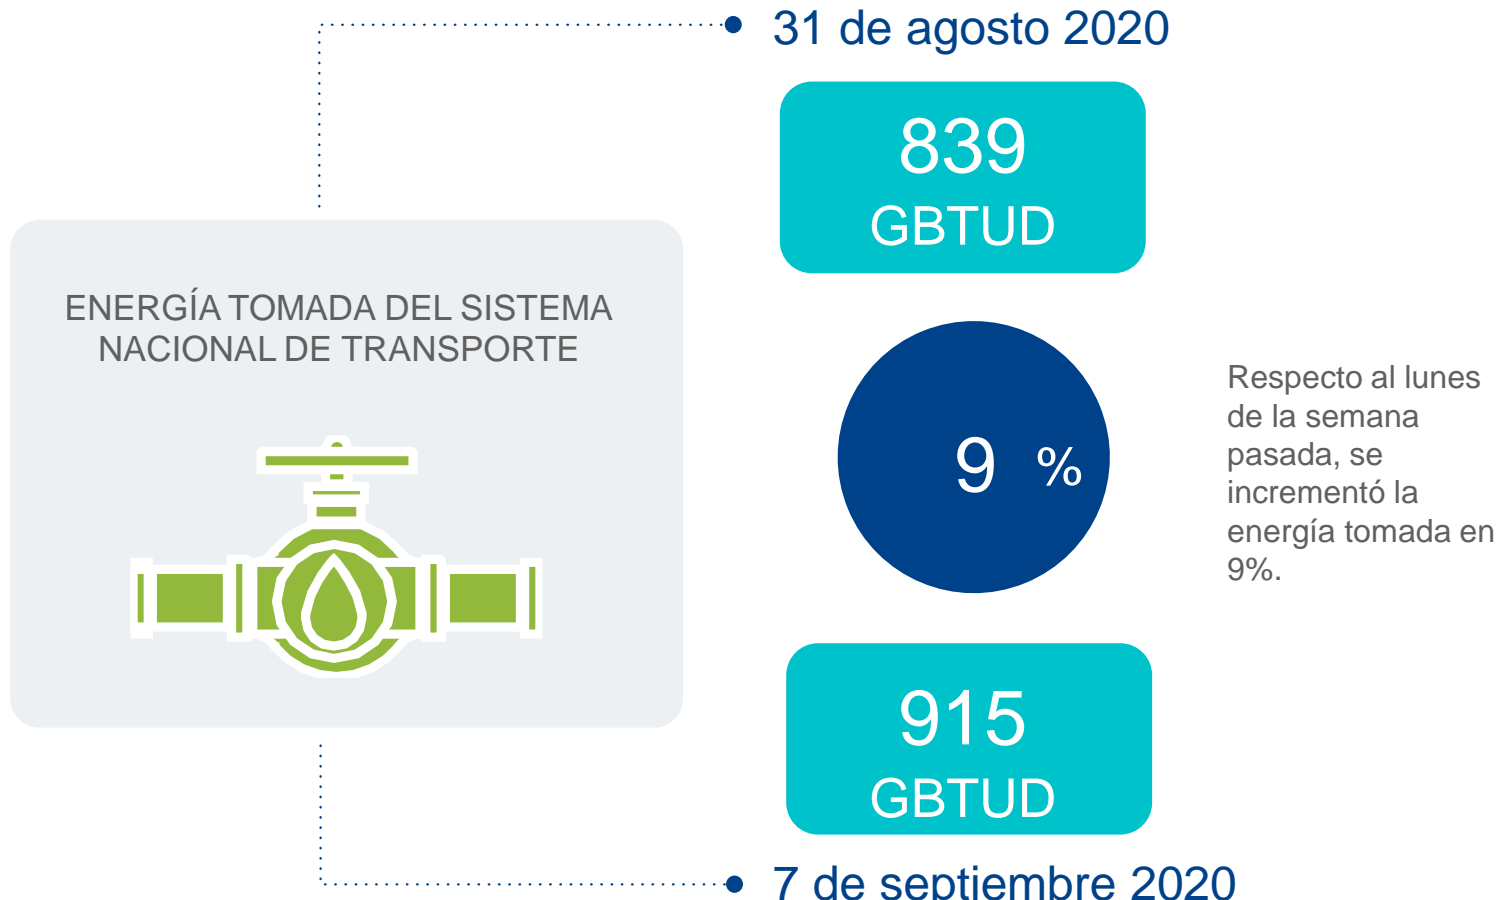 31 de agosto 2020
839
GBTUD
ENERGÍA TOMADA DEL SISTEMA
NACIONAL DE TRANSPORTE
9 %
Respecto al lunes
de la semana
pasada, se
incrementó la
energía tomada en
9%.
915
GBTUD
7 de septiembre 2020